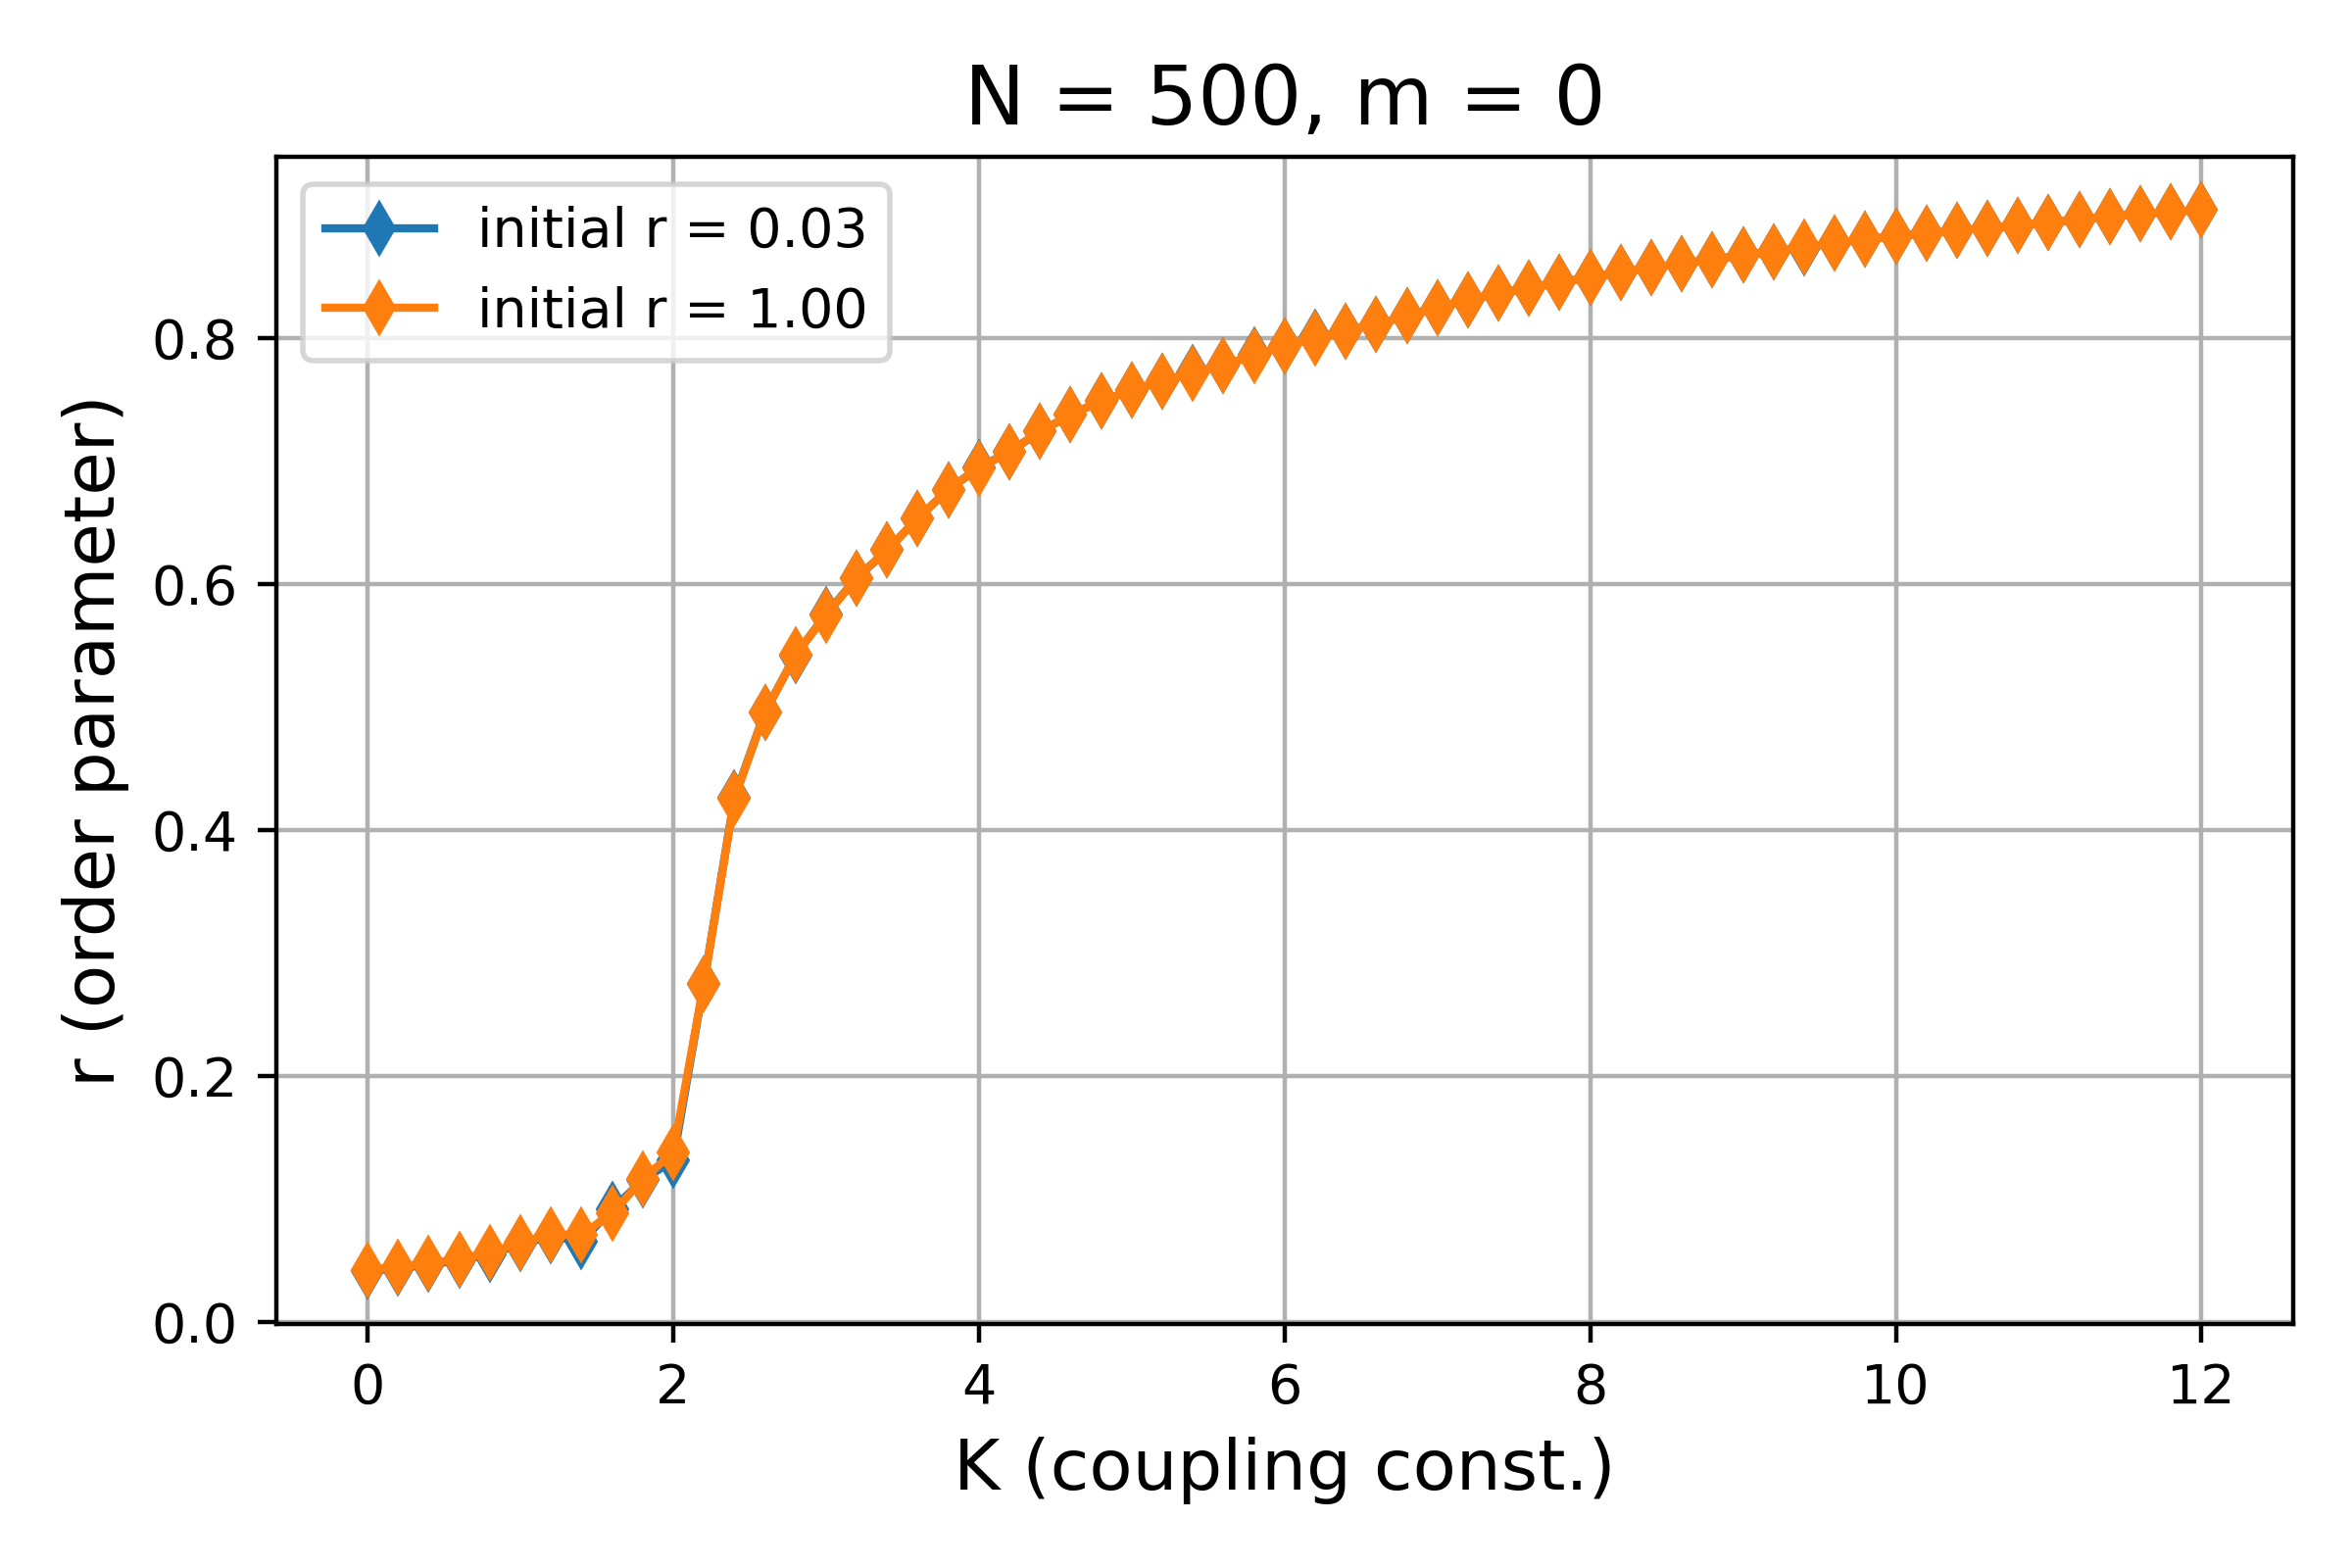 N = 500, m = 0
initial r = 0.03
initial r = 1.00
r (order parameter)
0.8
0.6
0.4
0.2
0.0
0 2 4 6 8 10 12
K (coupling const.)